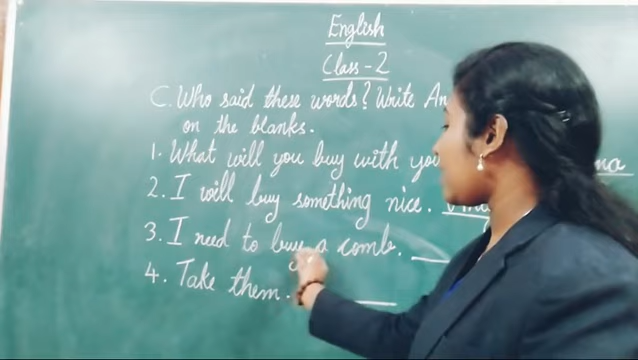 English
Class-2
C. Who said these words? Write An
on the blanks.
1. What will you buy with yo
2. I will buy something nice.
3. I need to buy a comb.
4. Take them.